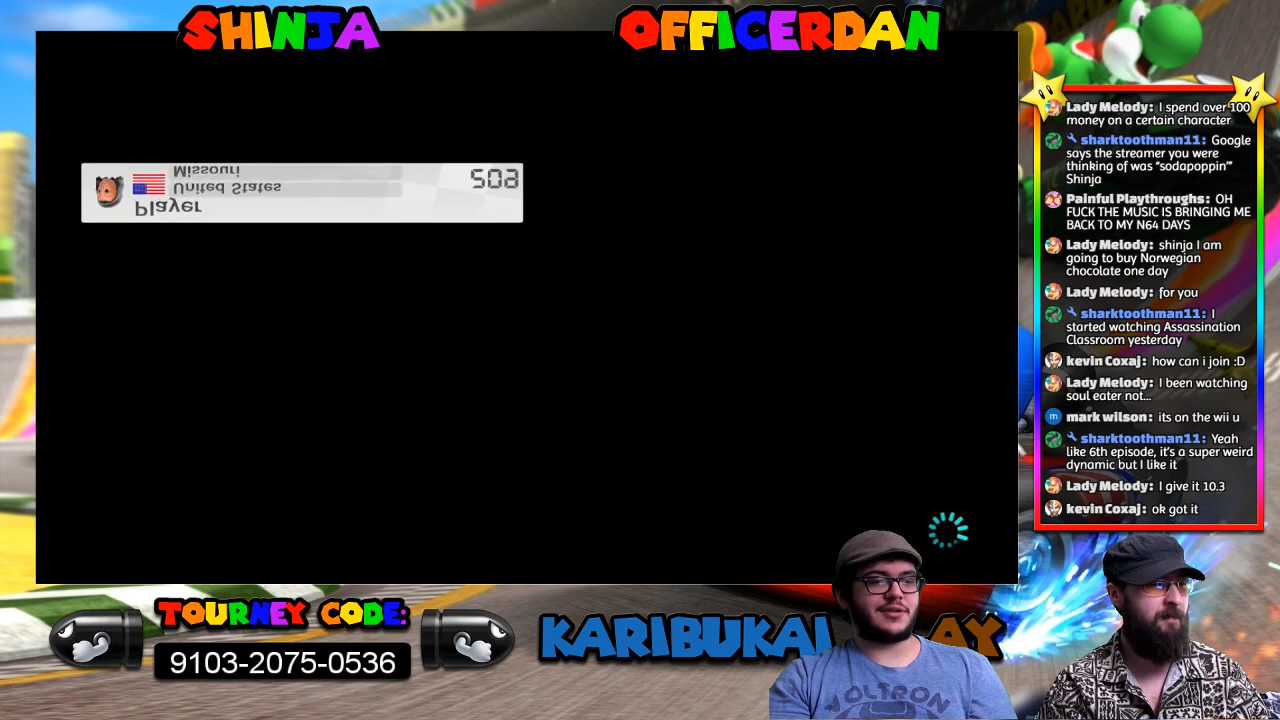 SHINJA
OFFICERDAN
Missouri
United States
Player
209
Lady Melody: I spend over 100
money on a certain character
sharktoothman11: Google
says the streamer you were
thinking of was "sodapoppin'"
Shinja
Painful Playthroughs: OH
FUCK THE MUSIC IS BRINGING ME
BACK TO MY N64 DAYS
Lady Melody: shinja I am
going to buy Norwegian
chocolate one day
Lady Melody: for you
sharktoothman11: I
started watching Assassination
Classroom yesterday
kevin Coxaj: how can i join :D
Lady Melody: I been watching
soul eater not...
m mark wilson: its on the wii u
sharktoothman11: Yeah
like 6th episode, it's a super weird
dynamic but I like it
Lady Melody: I give it 10.3
kevin Coxaj: ok got it
TOURNEY CODE:
9103-2075-0536
KARIBUKAI
AY
VOLTRON